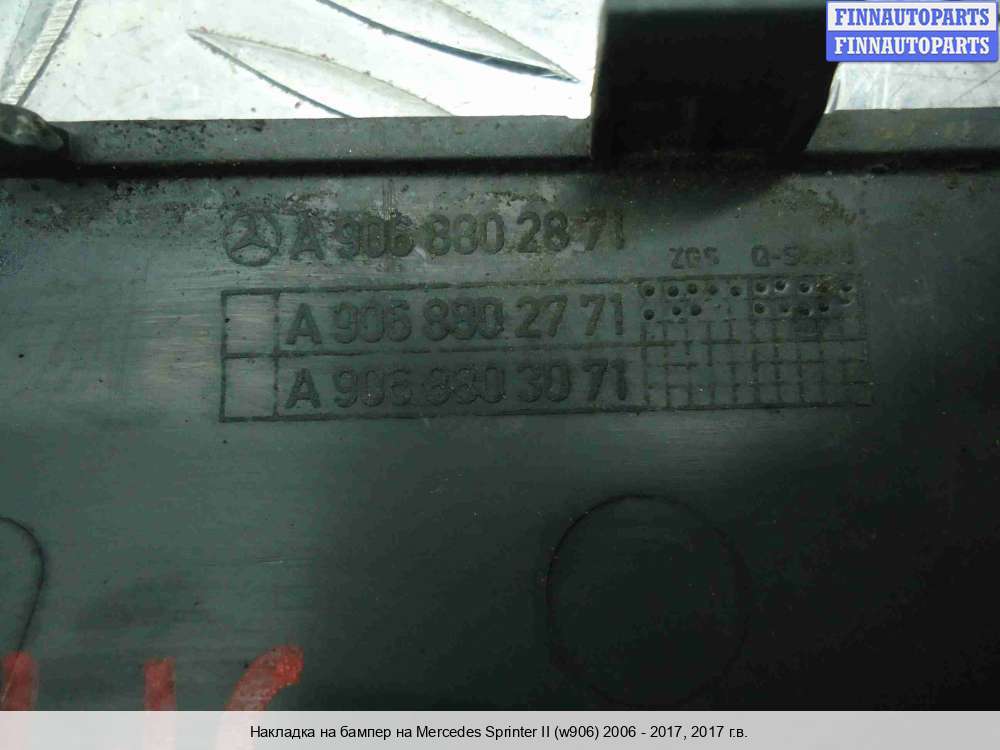 FINNAUTOPARTS
FINNAUTOPARTS
A 906 880 28 71
ZGS
A 906 880 27 71
A 906 880 30 71
Накладка на бампер на Mercedes Sprinter II (w906) 2006 - 2017, 2017 г.в.